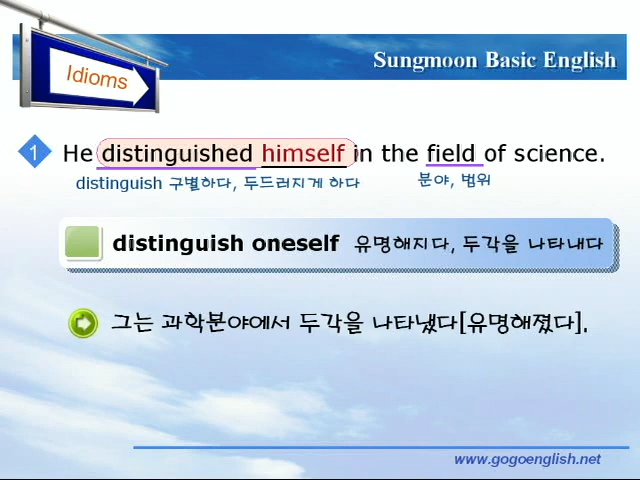 Sungmoon Basic English
Idioms
1 He distinguished himself in the field of science.
distinguish 구별하다, 두드러지게 하다 분야, 범위
distinguish oneself 유명해지다, 두각을 나타내다
그는 과학분야에서 두각을 나타냈다[유명해졌다].
www.gogoenglish.net